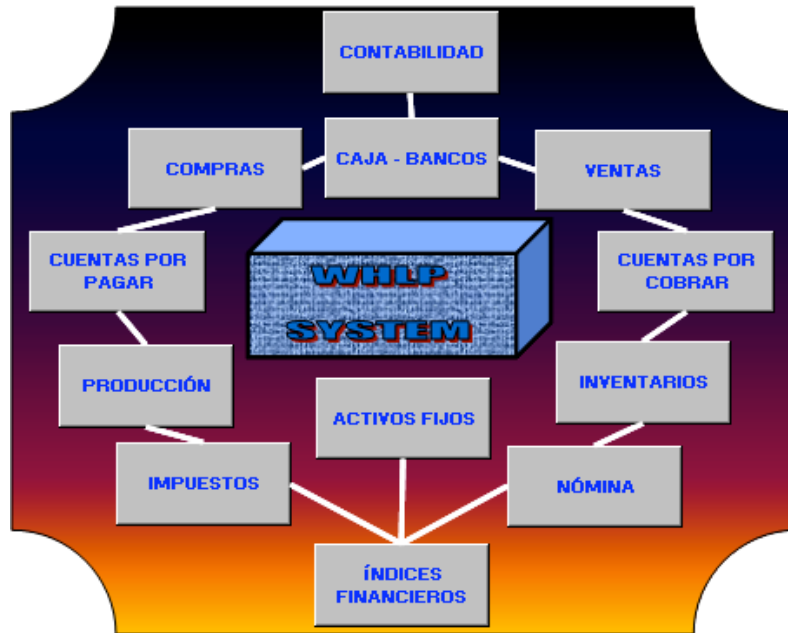 CONTABILIDAD
COMPRAS
CAJA - BANCOS
VENTAS
CUENTAS POR
PAGAR
WHLP
SYSTEM
CUENTAS POR
COBRAR
PRODUCCIÓN
ACTIVOS FIJOS
INVENTARIOS
IMPUESTOS
NÓMINA
ÍNDICES
FINANCIEROS